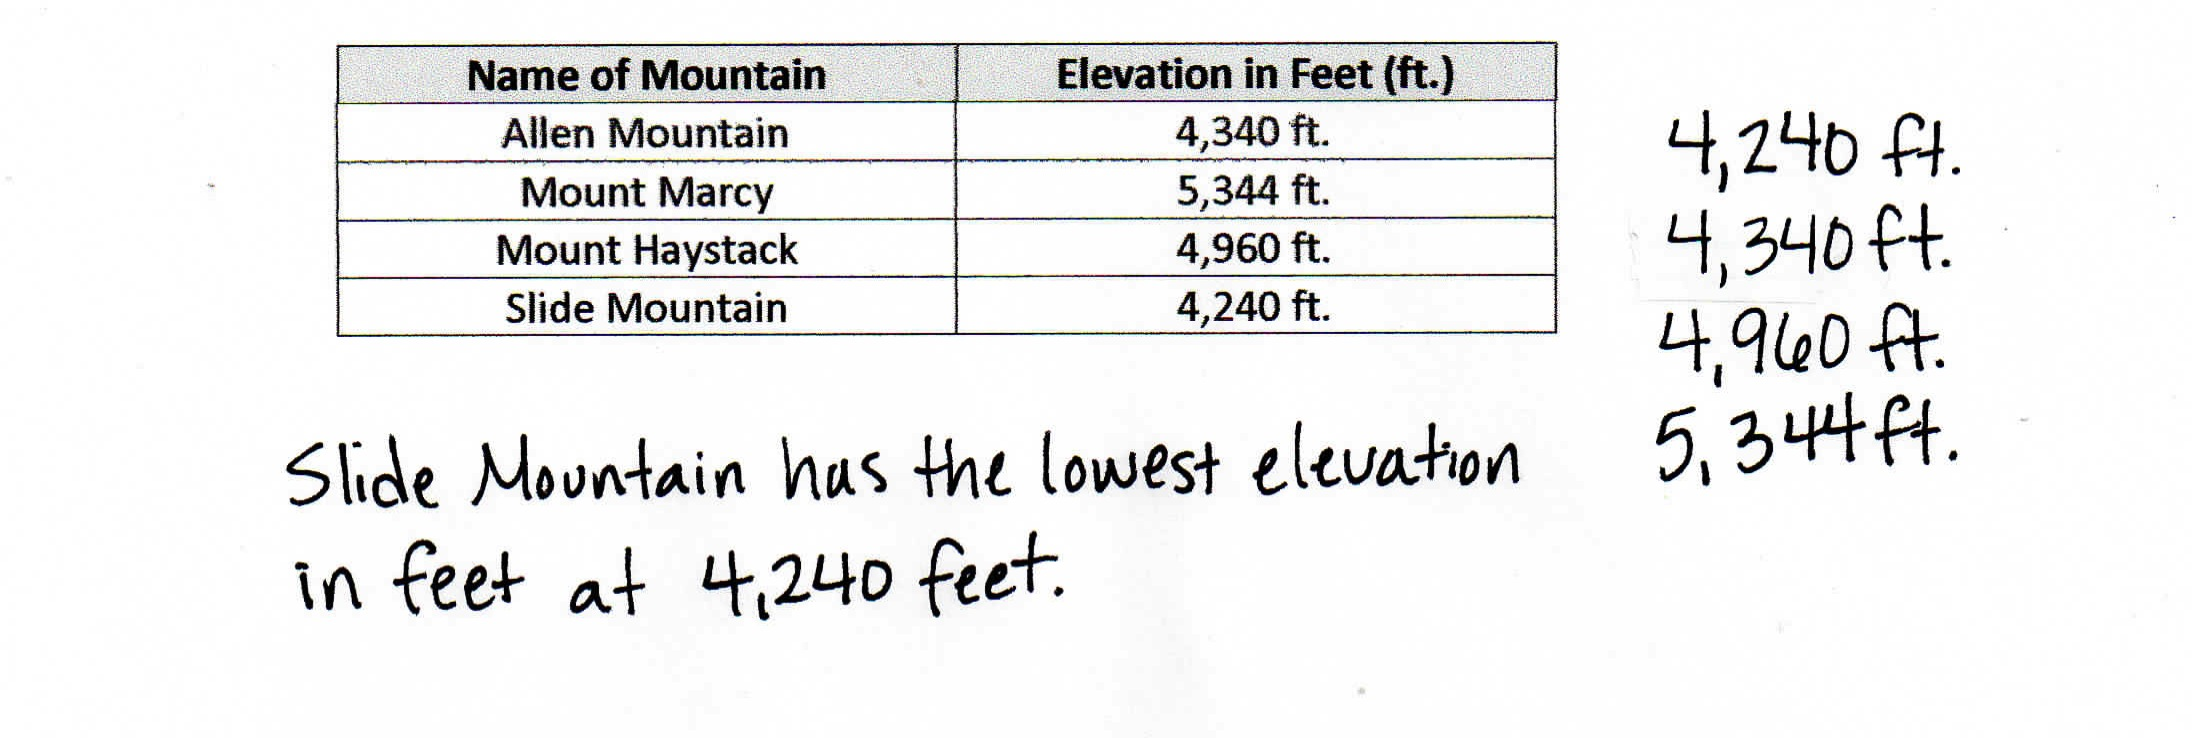 Name of Mountain Elevation in Feet (ft.)
Allen Mountain 4,340 ft.
Mount Marcy 5,344 ft.
Mount Haystack 4,960 ft.
Slide Mountain 4,240 ft.
4,240 ft.
4,340 ft.
4,960 ft.
5,344 ft.
Slide Mountain has the lowest elevation
in feet at 4,240 feet.